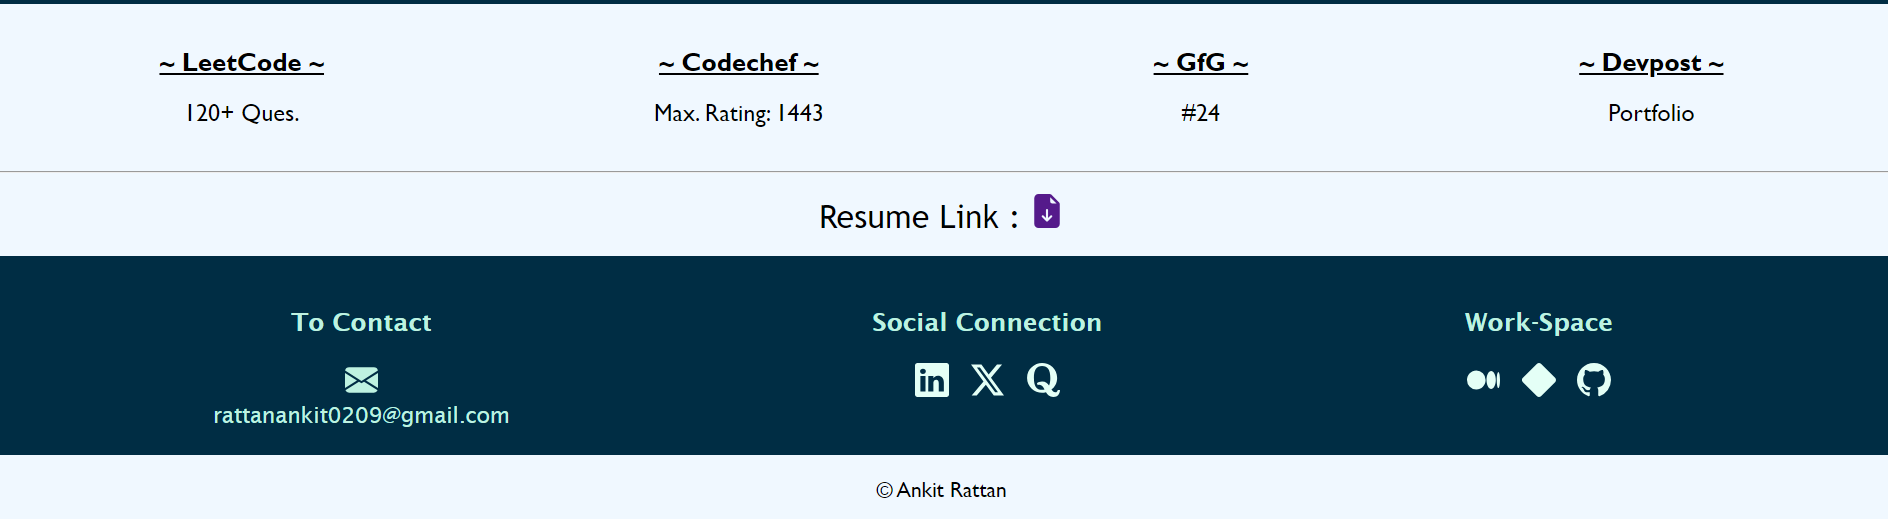 ~ LeetCode ~ ~ Codechef ~ ~ GfG ~ ~ Devpost ~
120+ Ques. Max. Rating: 1443 #24 Portfolio
Resume Link :
To Contact Social Connection Work-Space
rattanankit0209@gmail.com
© Ankit Rattan